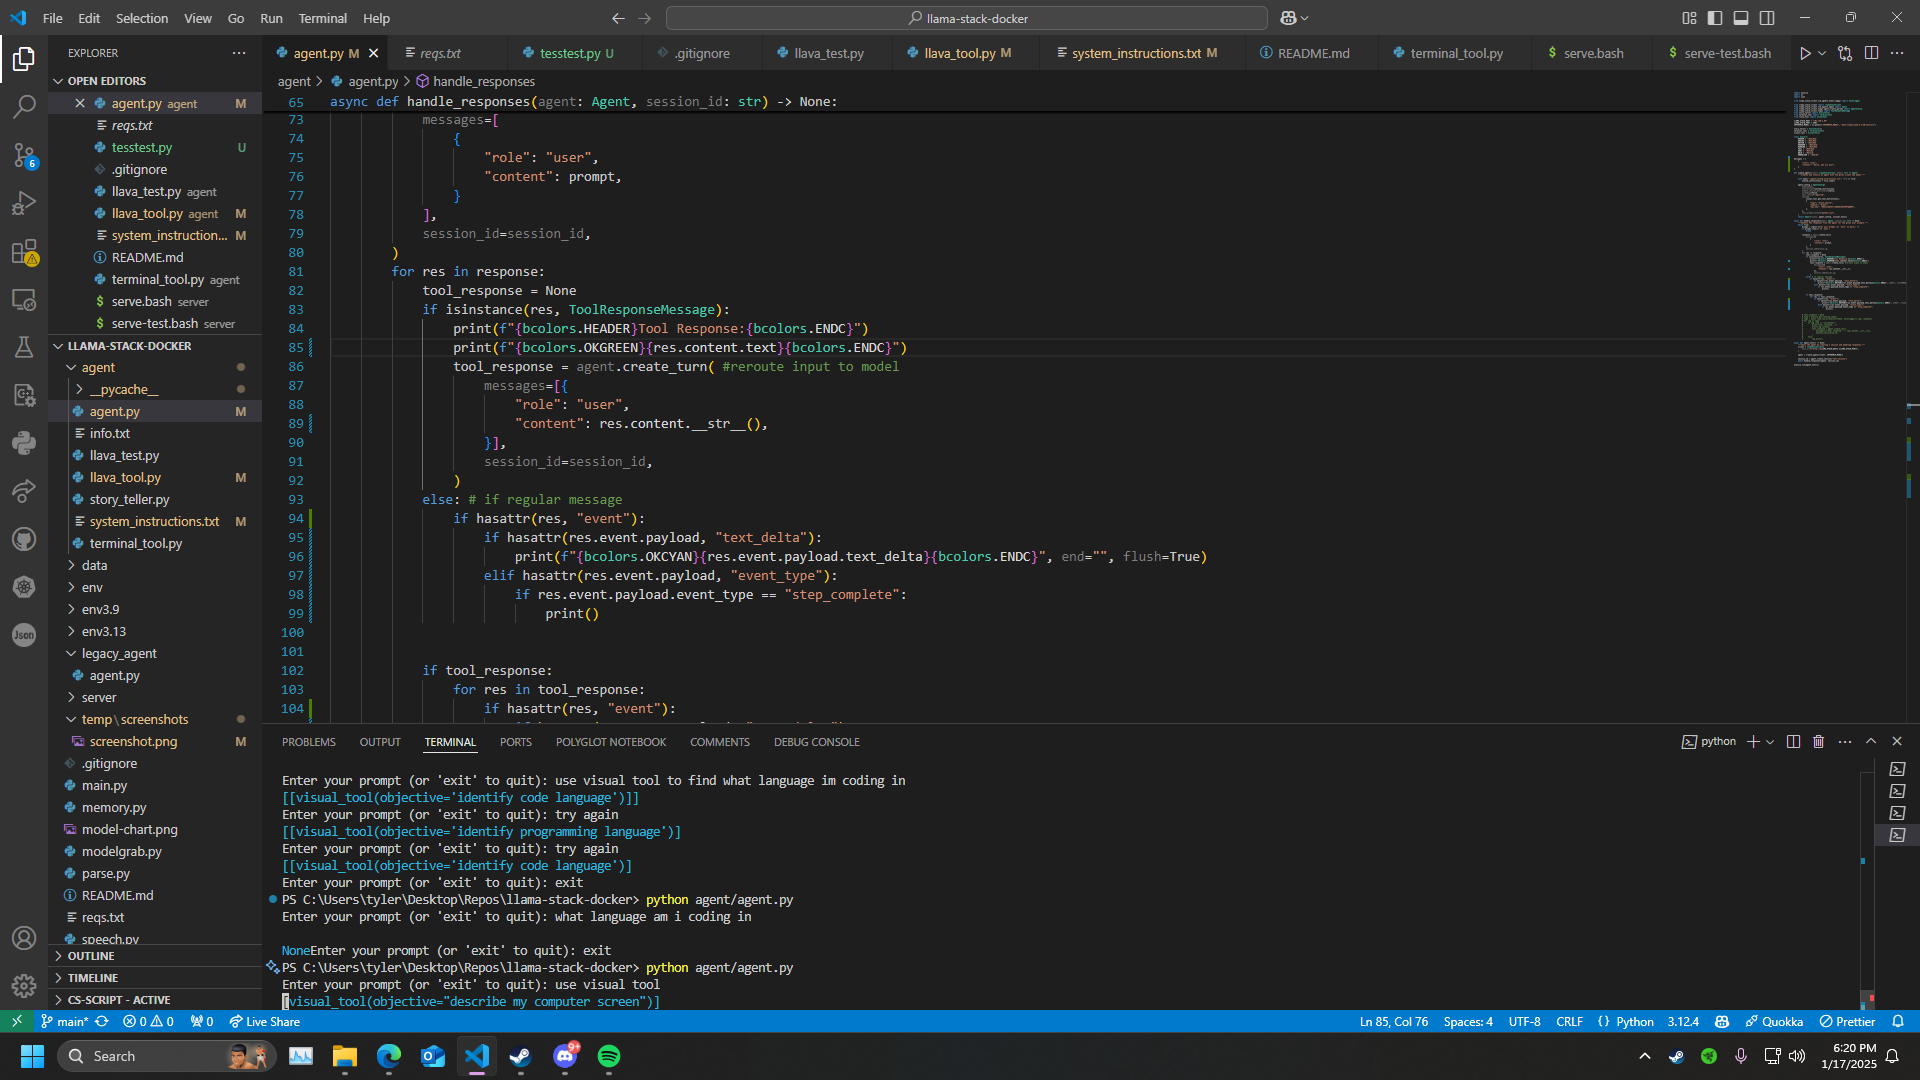 File Edit Selection View Go Run Terminal Help
llama-stack-docker
EXPLORER
OPEN EDITORS
agent.py agent M
reqs.txt
tesstest.py U
.gitignore
llava_test.py agent
llava_tool.py agent M
system_instruction... M
README.md
terminal_tool.py agent
serve.bash server
serve-test.bash server
LLAMA-STACK-DOCKER
agent
__pycache__
agent.py M
info.txt
llava_test.py
llava_tool.py M
story_teller.py
system_instructions.txt M
terminal_tool.py
data
env
env3.9
env3.13
legacy_agent
agent.py
server
temp\screenshots
screenshot.png M
.gitignore
main.py
memory.py
model-chart.png
modelgrab.py
parse.py
README.md
reqs.txt
speech.py
OUTLINE
TIMELINE
CS-SCRIPT - ACTIVE
6
Json
agent.py M reqs.txt tesstest.py U .gitignore llava_test.py llava_tool.py M system_instructions.txt M README.md terminal_tool.py serve.bash serve-test.bash
agent > agent.py > handle_responses
65 async def handle_responses(agent: Agent, session_id: str) -> None:
73 messages=[
74 {
75 "role": "user",
76 "content": prompt,
77 }
78 ],
79 session_id=session_id,
80 )
81 for res in response:
82 tool_response = None
83 if isinstance(res, ToolResponseMessage):
84 print(f"{bcolors.HEADER}Tool Response:{bcolors.ENDC}")
85 print(f"{bcolors.OKGREEN}{res.content.text}{bcolors.ENDC}")
86 tool_response = agent.create_turn( #reroute input to model
87 messages=[{
88 "role": "user",
89 "content": res.content.__str__(),
90 }],
91 session_id=session_id,
92 )
93 else: # if regular message
94 if hasattr(res, "event"):
95 if hasattr(res.event.payload, "text_delta"):
96 print(f"{bcolors.OKCYAN}{res.event.payload.text_delta}{bcolors.ENDC}", end="", flush=True)
97 elif hasattr(res.event.payload, "event_type"):
98 if res.event.payload.event_type == "step_complete":
99 print()
100
101
102 if tool_response:
103 for res in tool_response:
104 if hasattr(res, "event"):
PROBLEMS OUTPUT TERMINAL PORTS POLYGLOT NOTEBOOK COMMENTS DEBUG CONSOLE
python
Enter your prompt (or 'exit' to quit): use visual tool to find what language im coding in
[[visual_tool(objective='identify code language')]]
Enter your prompt (or 'exit' to quit): try again
[[visual_tool(objective='identify programming language')]
Enter your prompt (or 'exit' to quit): try again
[[visual_tool(objective='identify code language')]
Enter your prompt (or 'exit' to quit): exit
PS C:\Users\tyler\Desktop\Repos\llama-stack-docker> python agent/agent.py
Enter your prompt (or 'exit' to quit): what language am i coding in
NoneEnter your prompt (or 'exit' to quit): exit
PS C:\Users\tyler\Desktop\Repos\llama-stack-docker> python agent/agent.py
Enter your prompt (or 'exit' to quit): use visual tool
[visual_tool(objective="describe my computer screen")]
main* 0 0 0 Live Share
Ln 85, Col 76 Spaces: 4 UTF-8 CRLF {} Python 3.12.4 Quokka Prettier
Search
9+
6:20 PM
1/17/2025